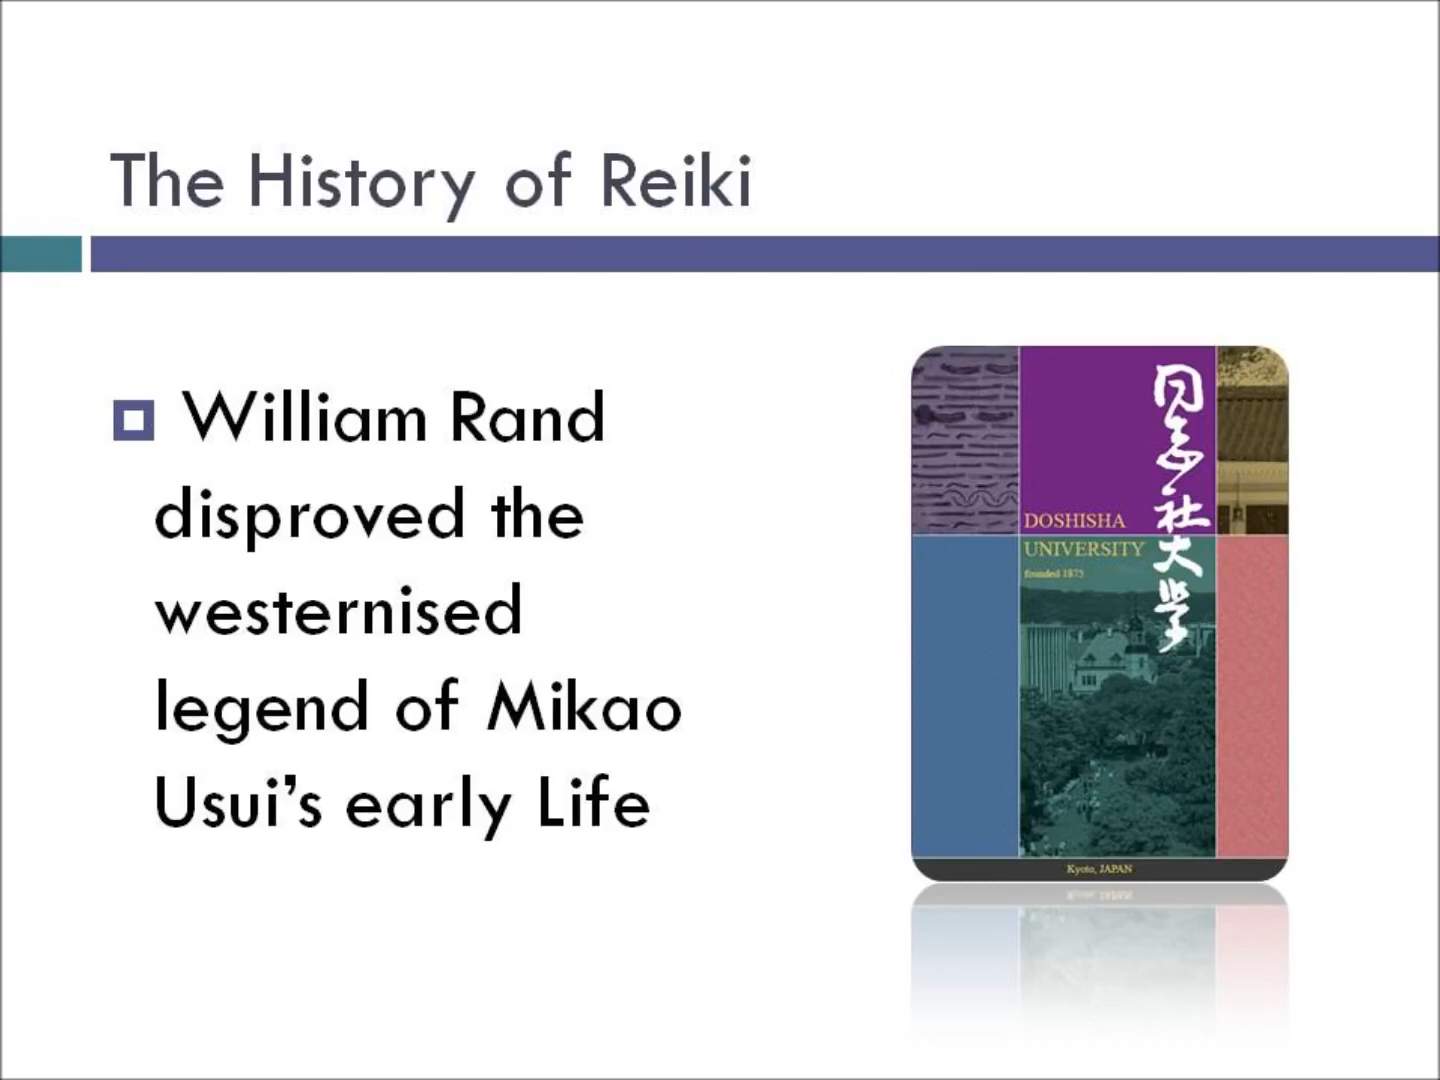 The History of Reiki
William Rand
disproved the
westernised
legend of Mikao
Usui’s early Life
同志社大学
DOSHISHA
UNIVERSITY
founded 1875
Kyoto, JAPAN